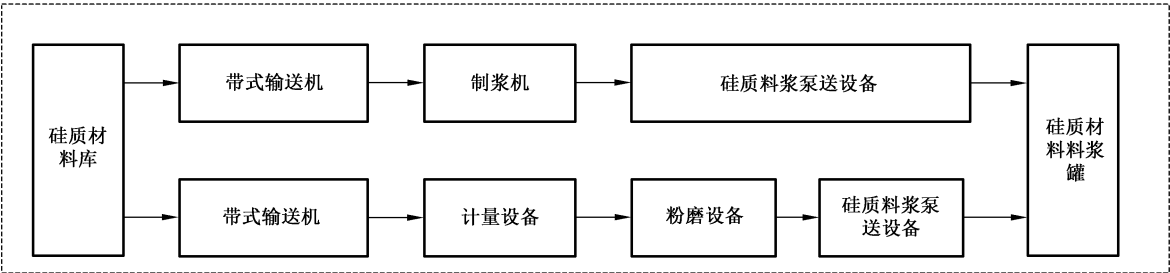 硅质材
料库
带式输送机
制浆机
硅质料浆泵送设备
带式输送机
计量设备
粉磨设备
硅质料浆泵
送设备
硅质材
料料浆
罐